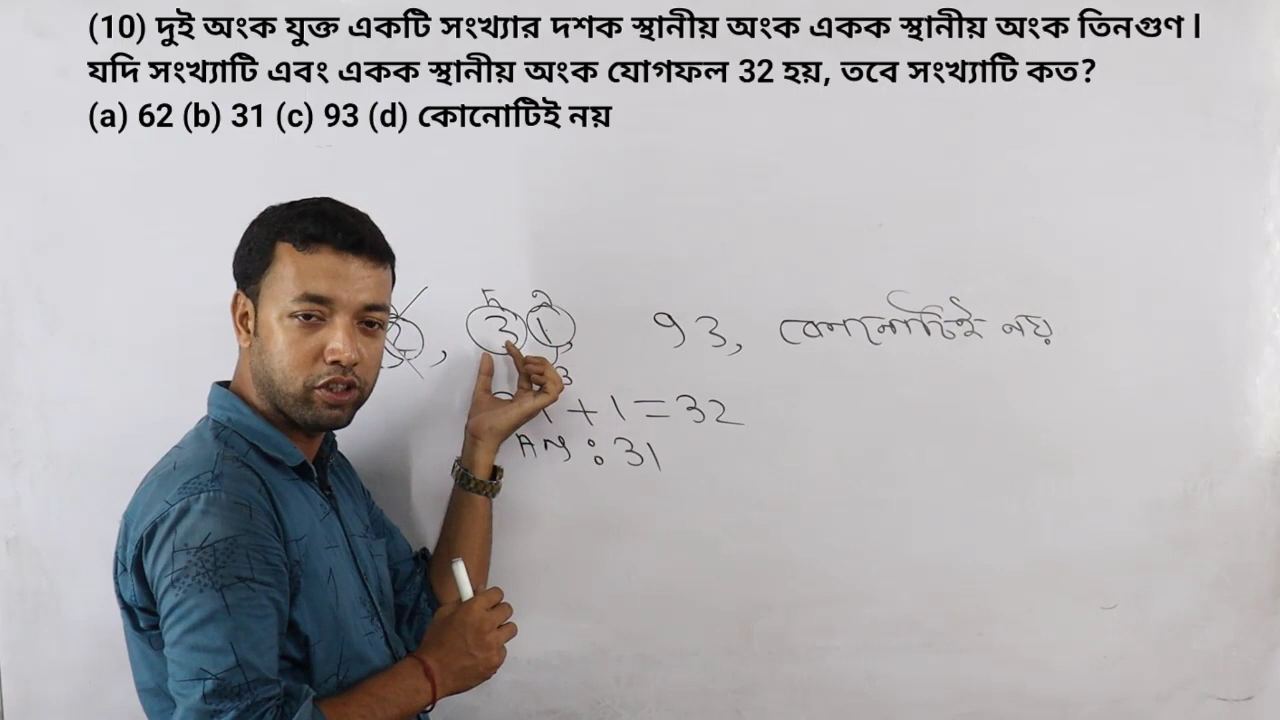 (10) দুই অংক যুক্ত একটি সংখ্যার দশক স্থানীয় অংক একক স্থানীয় অংক তিনগুণ।
যদি সংখ্যাটি এবং একক স্থানীয় অংক যোগফল 32 হয়, তবে সংখ্যাটি কত?
(a) 62 (b) 31 (c) 93 (d) কোনোটিই নয়
31 93, কোনোটিই নয়
1 + 1 = 32
Ans : 31